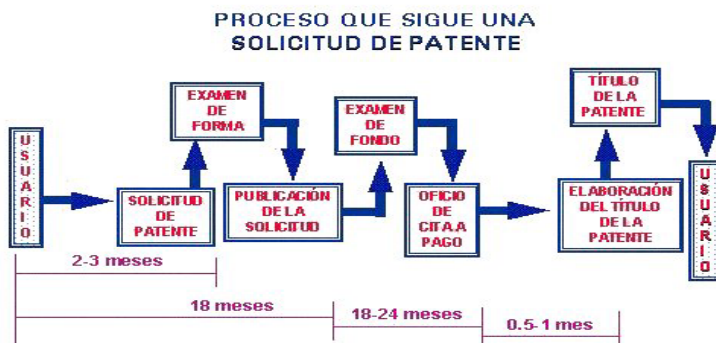 PROCESO QUE SIGUE UNA
SOLICITUD DE PATENTE
USUARIO
SOLICITUD
DE
PATENTE
EXAMEN
DE
FORMA
PUBLICACIÓN
DE LA
SOLICITUD
EXAMEN
DE
FONDO
OFICIO
DE
CITA A
PAGO
ELABORACIÓN
DEL TÍTULO
DE LA
PATENTE
TÍTULO
DE LA
PATENTE
USUARIO
2-3 meses
18 meses
18-24 meses
0.5-1 mes